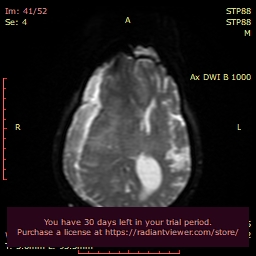 Im: 41/52
Se: 4
A
STP88
STP88
M
Ax DWI B 1000
R
L
You have 30 days left in your trial period.
Purchase a license at https://radiantviewer.com/store/